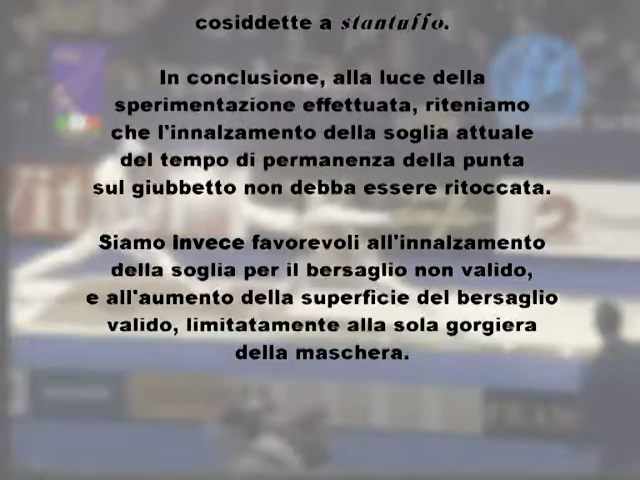 cosiddette a stantuffo.
In conclusione, alla luce della
sperimentazione effettuata, riteniamo
che l'innalzamento della soglia attuale
del tempo di permanenza della punta
sul giubbetto non debba essere ritoccata.
Siamo Invece favorevoli all'innalzamento
della soglia per il bersaglio non valido,
e all'aumento della superficie del bersaglio
valido, limitatamente alla sola gorgiera
della maschera.